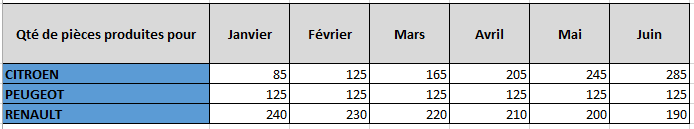 Qté de pièces produites pour Janvier Février Mars Avril Mai Juin
CITROEN 85 125 165 205 245 285
PEUGEOT 125 125 125 125 125 125
RENAULT 240 230 220 210 200 190